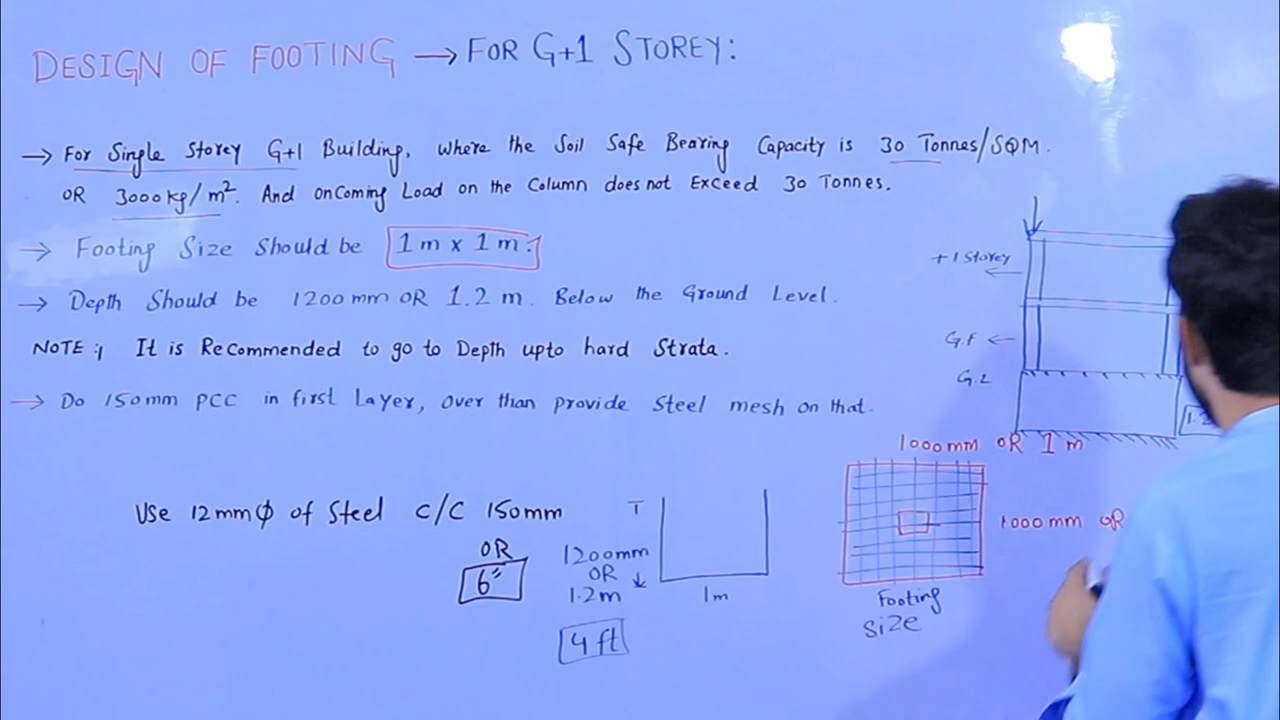 DESIGN OF FOOTING → FOR G+1 STOREY:
→ For Single Storey G+1 Building, where the Soil Safe Bearing Capacity is 30 Tonnes/SQM.
OR 3000kg/m². And onComing Load on the Column does not Exceed 30 Tonnes.
→ Footing Size Should be 1m x 1m.
→ Depth Should be 1200mm OR 1.2 m. Below the Ground Level.
NOTE:1 It is Recommended to go to Depth upto hard Strata.
→ Do 150mm PCC in first Layer, over than provide Steel mesh on that.
+1 Storey
G.f
G.L
1000mm OR 1m
Use 12mmϕ of Steel C/C 150mm
OR
6"
1200mm
OR
1.2m
4 ft
1m
1000mm OR
Footing
Size